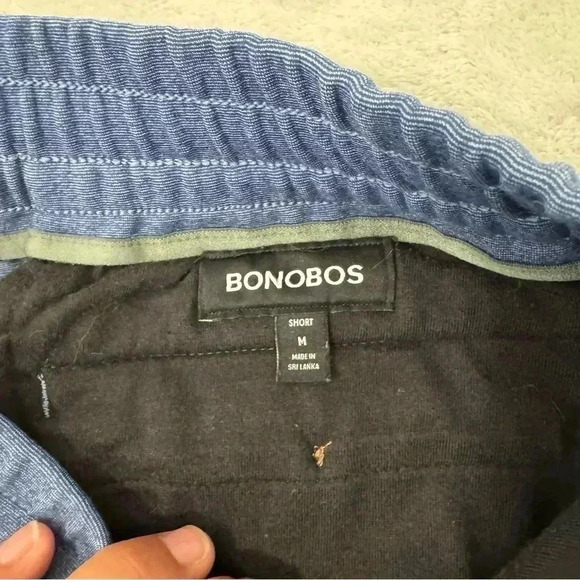 BONOBOS
SHORT
M
MADE IN
SRI LANKA